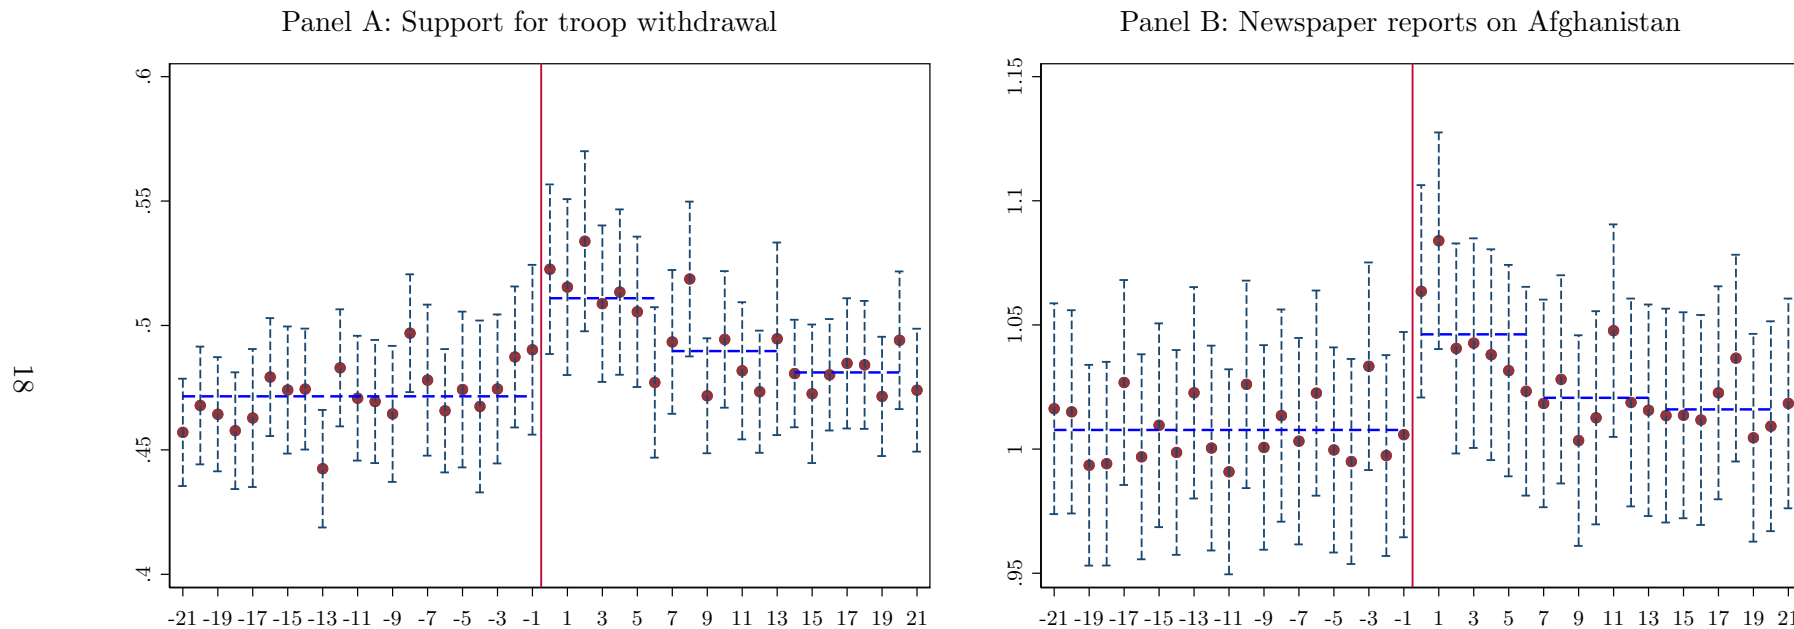 Panel A: Support for troop withdrawal
.6
.55
.5
.45
.4
-21 -19 -17 -15 -13 -11 -9 -7 -5 -3 -1 1 3 5 7 9 11 13 15 17 19 21
Panel B: Newspaper reports on Afghanistan
1.15
1.1
1.05
1
.95
-21 -19 -17 -15 -13 -11 -9 -7 -5 -3 -1 1 3 5 7 9 11 13 15 17 19 21
18